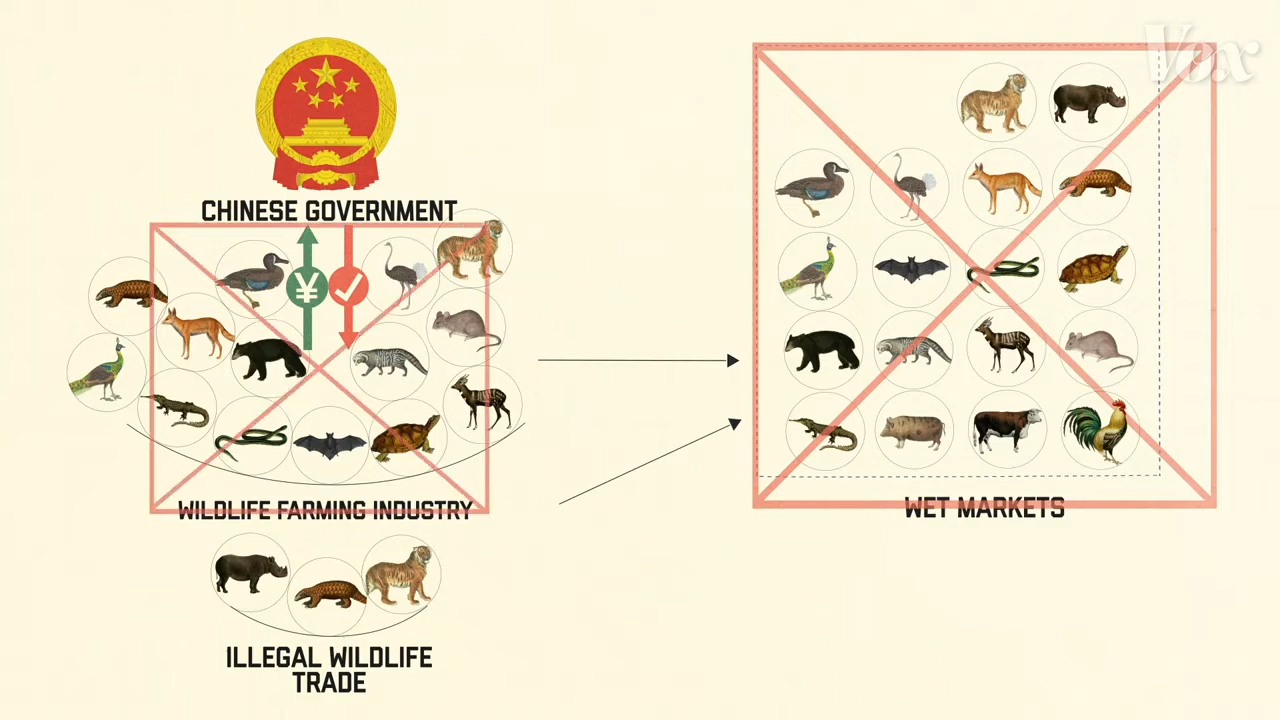 Vox
CHINESE GOVERNMENT
¥
WILDLIFE FARMING INDUSTRY
WET MARKETS
ILLEGAL WILDLIFE
TRADE